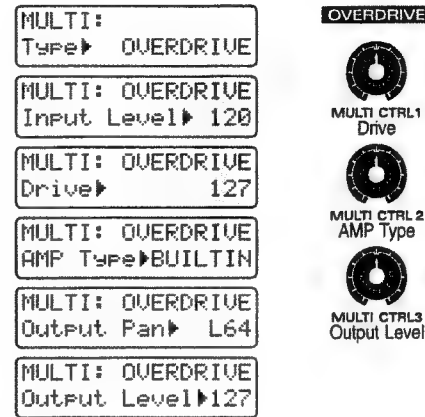 MULTI:
Type▶ OVERDRIVE
MULTI: OVERDRIVE
Input Level▶ 120
MULTI: OVERDRIVE
Drive▶ 127
MULTI: OVERDRIVE
AMP Type▶BUILTIN
MULTI: OVERDRIVE
Output Pan▶ L64
MULTI: OVERDRIVE
Output Level▶127
OVERDRIVE
MULTI CTRL1
Drive
MULTI CTRL2
AMP Type
MULTI CTRL3
Output Level